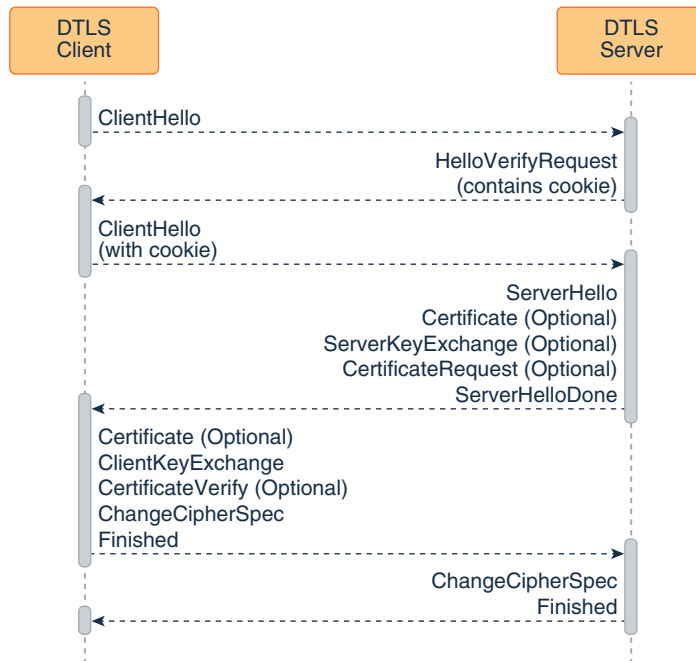 DTLS
Client
DTLS
Server
ClientHello
HelloVerifyRequest
(contains cookie)
ClientHello
(with cookie)
ServerHello
Certificate (Optional)
ServerKeyExchange (Optional)
CertificateRequest (Optional)
ServerHelloDone
Certificate (Optional)
ClientKeyExchange
CertificateVerify (Optional)
ChangeCipherSpec
Finished
ChangeCipherSpec
Finished